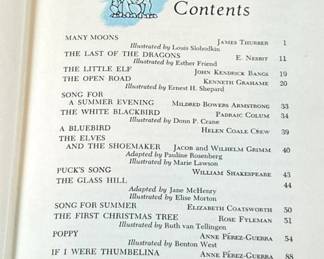 Contents
MANY MOONS JAMES THURBER 1
Illustrated by Louis Slobodkin
THE LAST OF THE DRAGONS E. NESBIT 11
Illustrated by Esther Friend
THE LITTLE ELF JOHN KENDRICK BANGS 19
THE OPEN ROAD KENNETH GRAHAME 20
Illustrated by Ernest H. Shepard
SONG FOR
A SUMMER EVENING MILDRED BOWERS ARMSTRONG 33
THE WHITE BLACKBIRD PADRAIC COLUM 34
Illustrated by Donn P. Crane
A BLUEBIRD HELEN COALE CREW 39
THE ELVES
AND THE SHOEMAKER JACOB and WILHELM GRIMM 40
Adapted by Pauline Rosenberg
Illustrated by Marie Lawson
PUCK'S SONG WILLIAM SHAKESPEARE 43
THE GLASS HILL 44
Adapted by Jane McHenry
Illustrated by Elise Morton
SONG FOR SUMMER ELIZABETH COATSWORTH 50
THE FIRST CHRISTMAS TREE ROSE FYLEMAN 51
Illustrated by Ruth van Tellingen
POPPY ANNE PÉREZ-GUERRA 54
Illustrated by Benton West
IF I WERE THUMBELINA ANNE PÉREZ-GUERRA 88